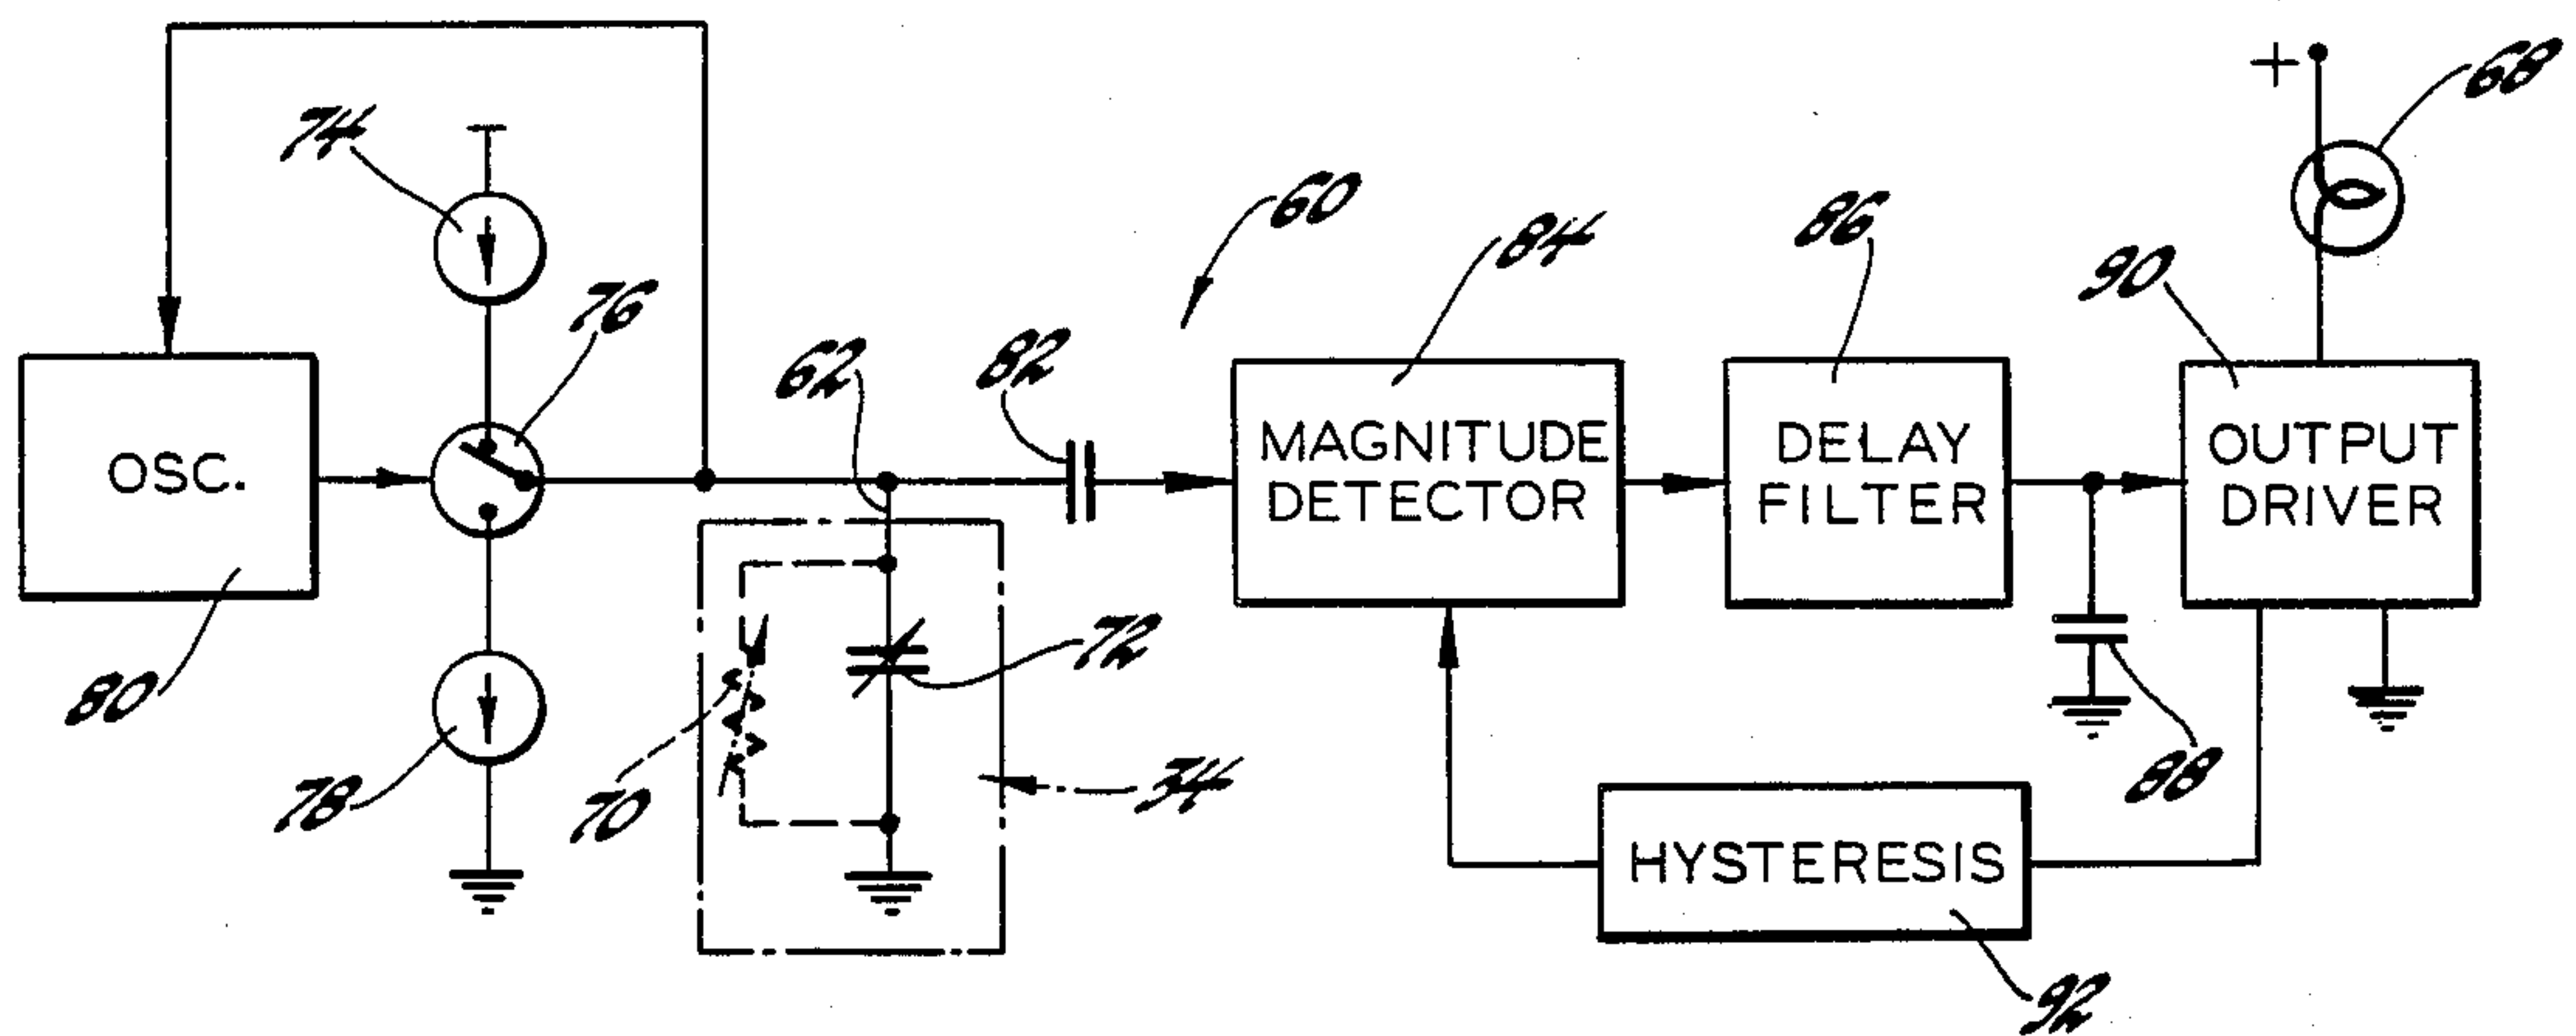 +
68
74
60
84
86
90
76
62
82
OSC.
MAGNITUDE
DETECTOR
DELAY
FILTER
OUTPUT
DRIVER
80
72
78
70
34
88
HYSTERESIS
92